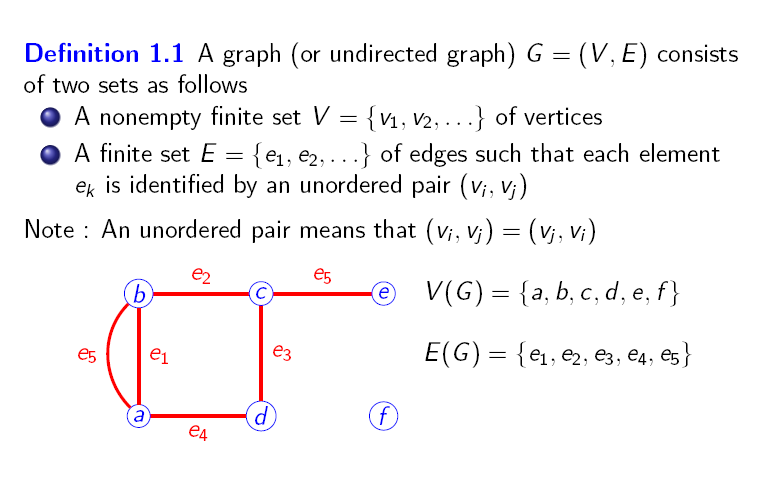 Definition 1.1 A graph (or undirected graph) G = (V, E) consists
of two sets as follows
A nonempty finite set V = {v₁, v₂, . . .} of vertices
A finite set E = {e₁, e₂, . . .} of edges such that each element
eₖ is identified by an unordered pair (vᵢ, vⱼ)
Note : An unordered pair means that (vᵢ, vⱼ) = (vⱼ, vᵢ)
e₂ e₅
b c e V(G) = {a, b, c, d, e, f}
e₅ e₁ e₃ E(G) = {e₁, e₂, e₃, e₄, e₅}
a d f
e₄